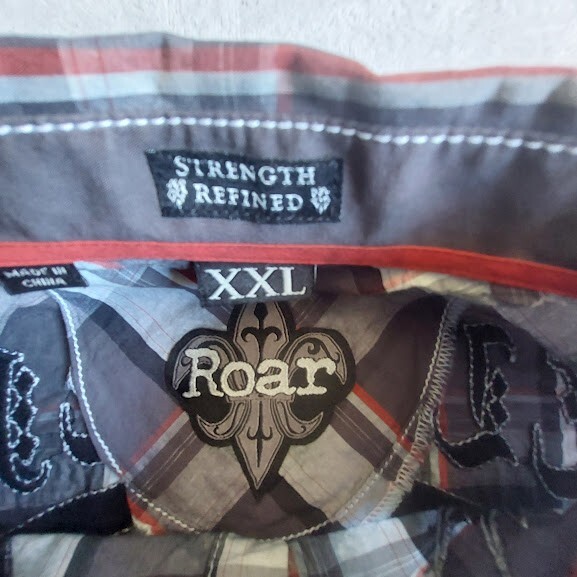 STRENGTH
REFINED
MADE IN
CHINA
XXL
Roar